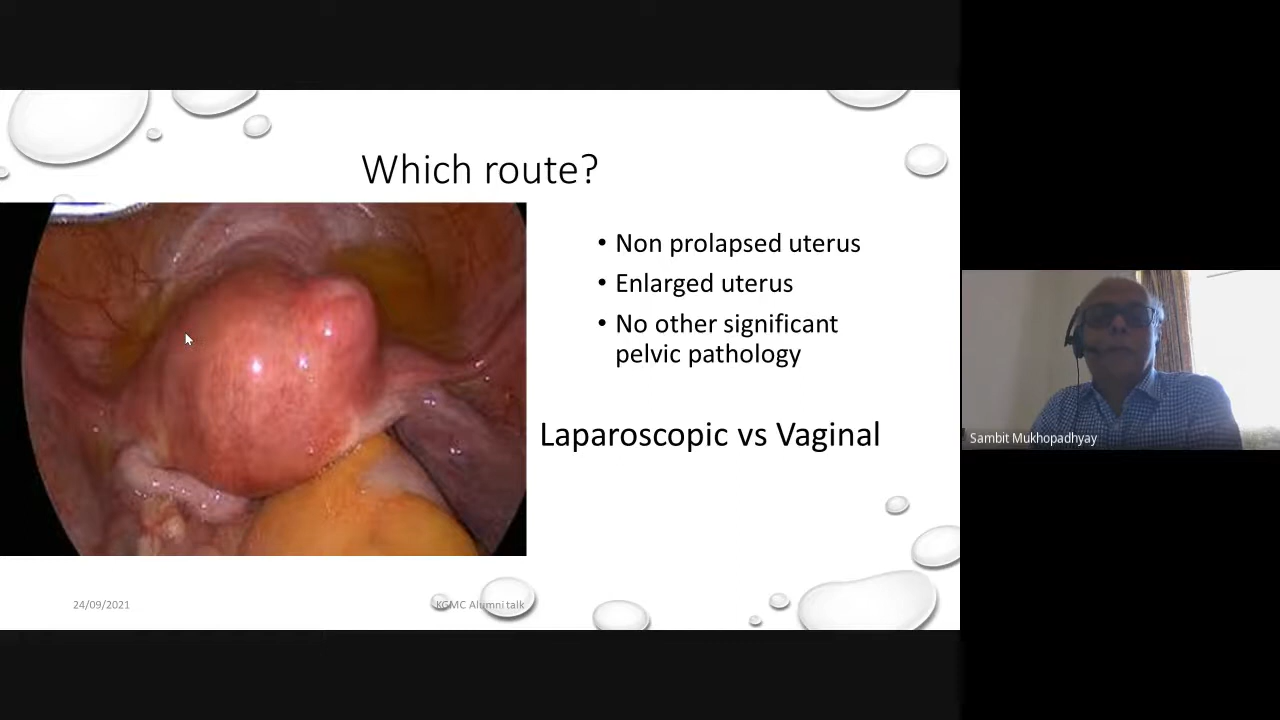 Which route?
• Non prolapsed uterus
• Enlarged uterus
• No other significant
pelvic pathology
Laparoscopic vs Vaginal
Sambit Mukhopadhyay
24/09/2021
KGMC Alumni talk